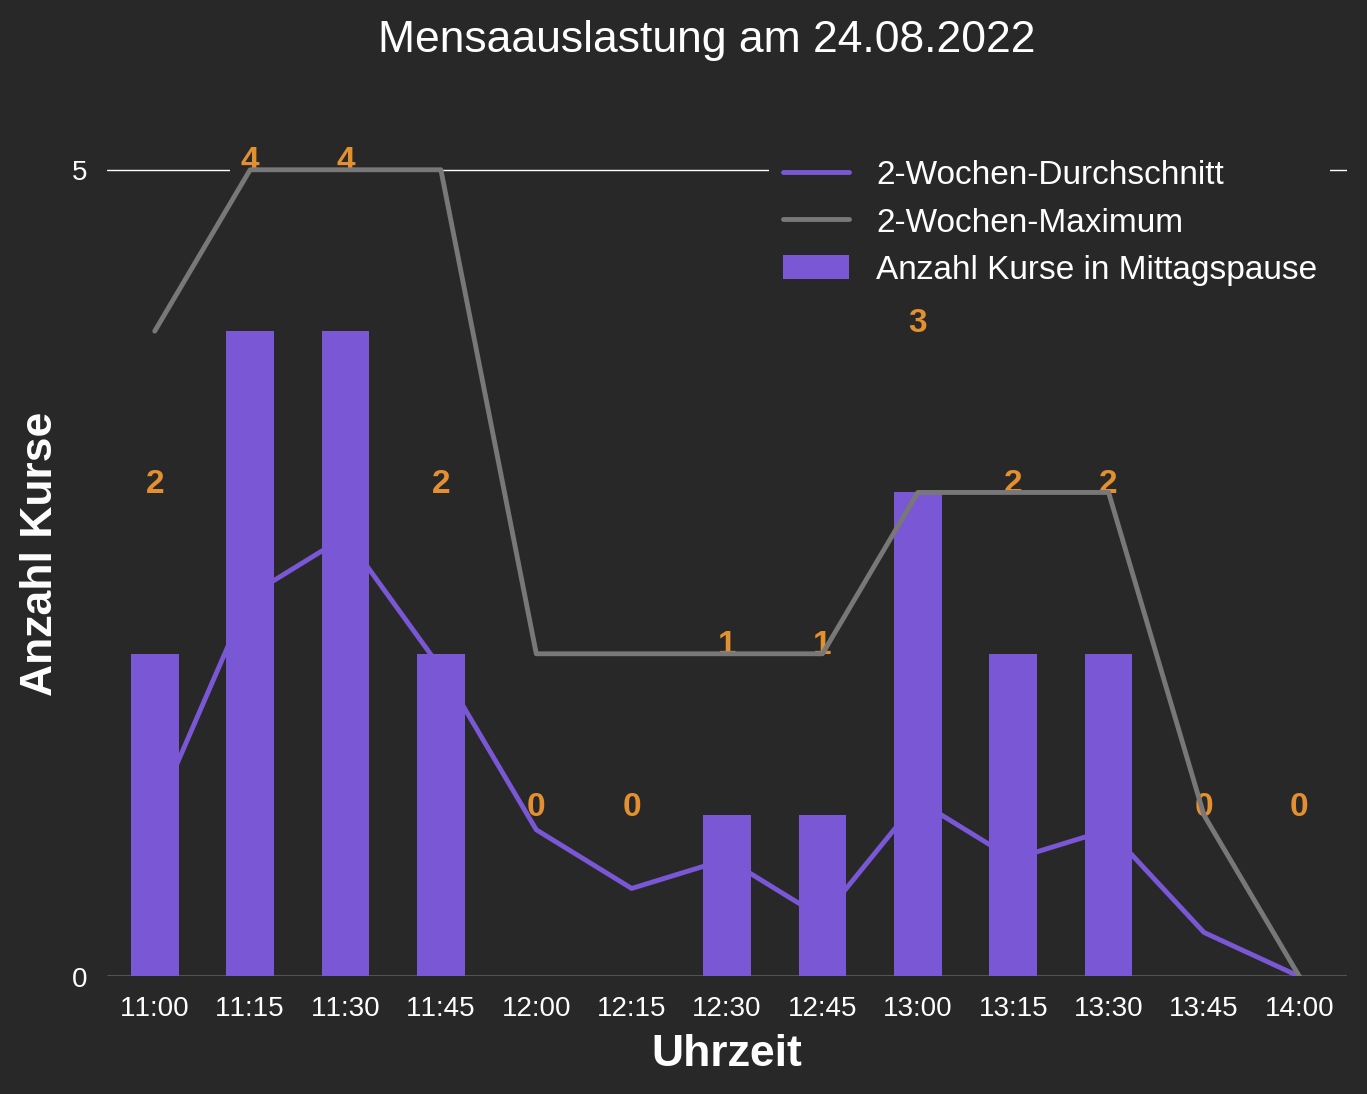 Mensaauslastung am 24.08.2022
5
4
4
2-Wochen-Durchschnitt
2-Wochen-Maximum
Anzahl Kurse in Mittagspause
3
2
2
2
2
1
1
0
0
0
0
Anzahl Kurse
0
11:00 11:15 11:30 11:45 12:00 12:15 12:30 12:45 13:00 13:15 13:30 13:45 14:00
Uhrzeit